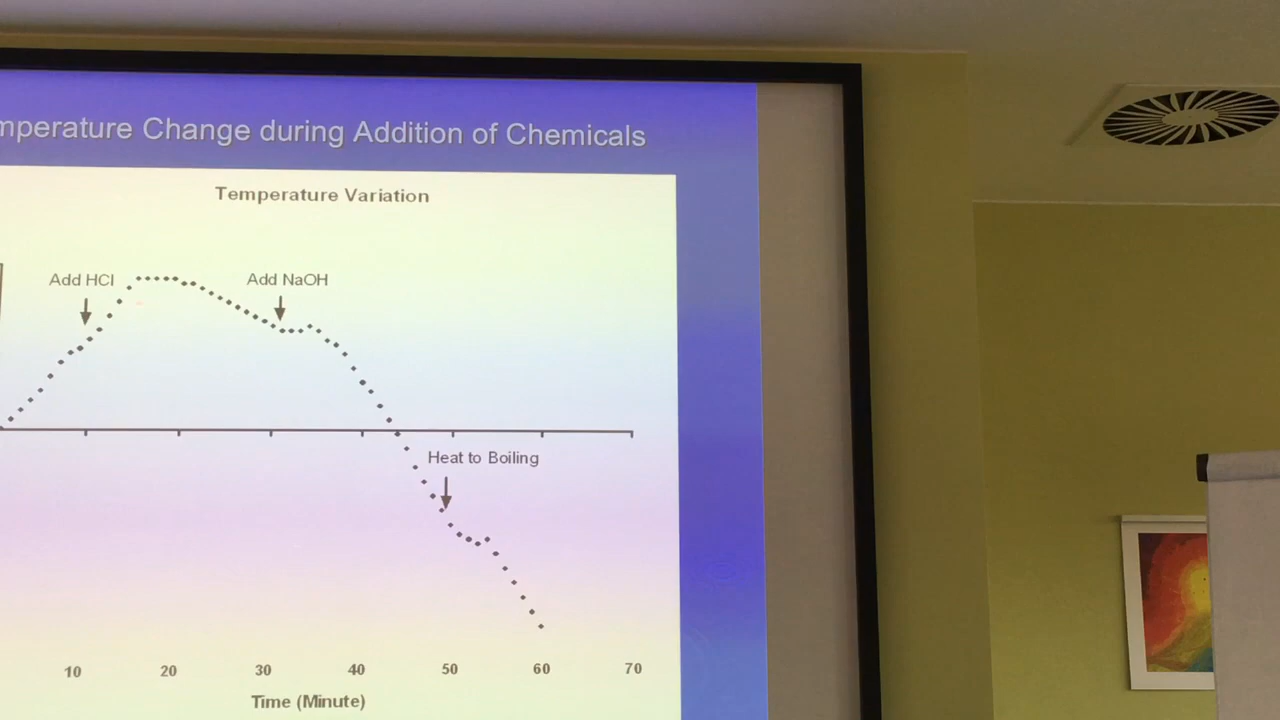 mperature Change during Addition of Chemicals
Temperature Variation
Add HCl
Add NaOH
Heat to Boiling
10 20 30 40 50 60 70
Time (Minute)